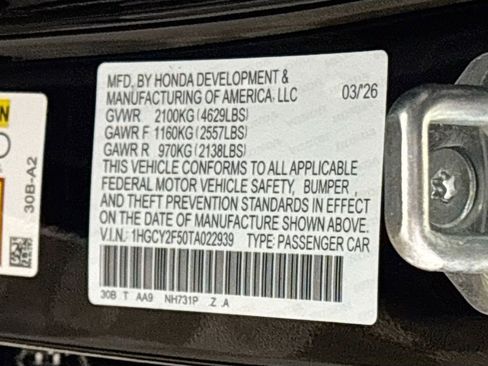 MFD. BY HONDA DEVELOPMENT &
MANUFACTURING OF AMERICA, LLC 03/'26
GVWR 2100KG (4629LBS)
GAWR F 1160KG (2557LBS)
GAWR R 970KG (2138LBS)
THIS VEHICLE CONFORMS TO ALL APPLICABLE
FEDERAL MOTOR VEHICLE SAFETY, BUMPER,
AND THEFT PREVENTION STANDARDS IN EFFECT
ON THE DATE OF MANUFACTURE SHOWN ABOVE.
V.I.N.: 1HGCY2F50TA022939 TYPE: PASSENGER CAR
30B T AA9 NH731P Z A
30B-A2